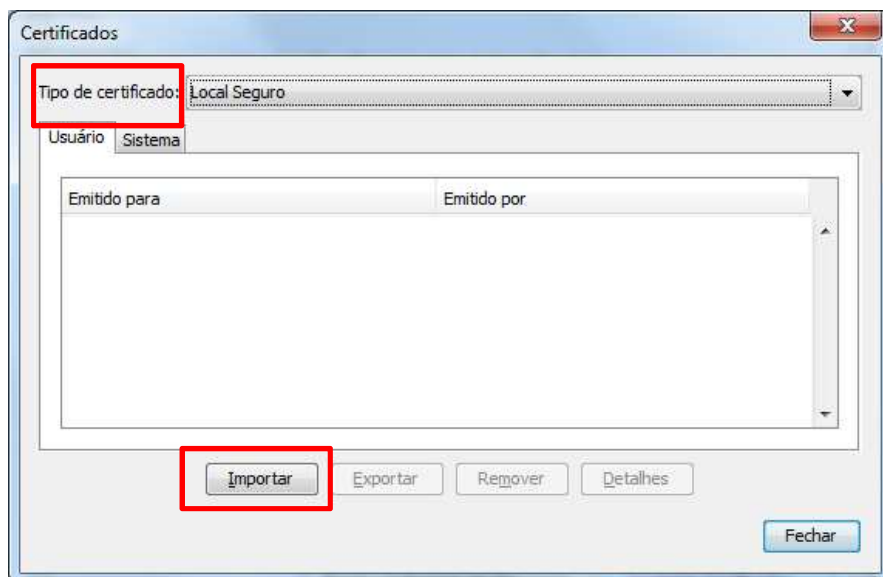 Certificados
Tipo de certificado: Local Seguro
Usuário Sistema
Emitido para Emitido por
Importar Exportar Remover Detalhes
Fechar